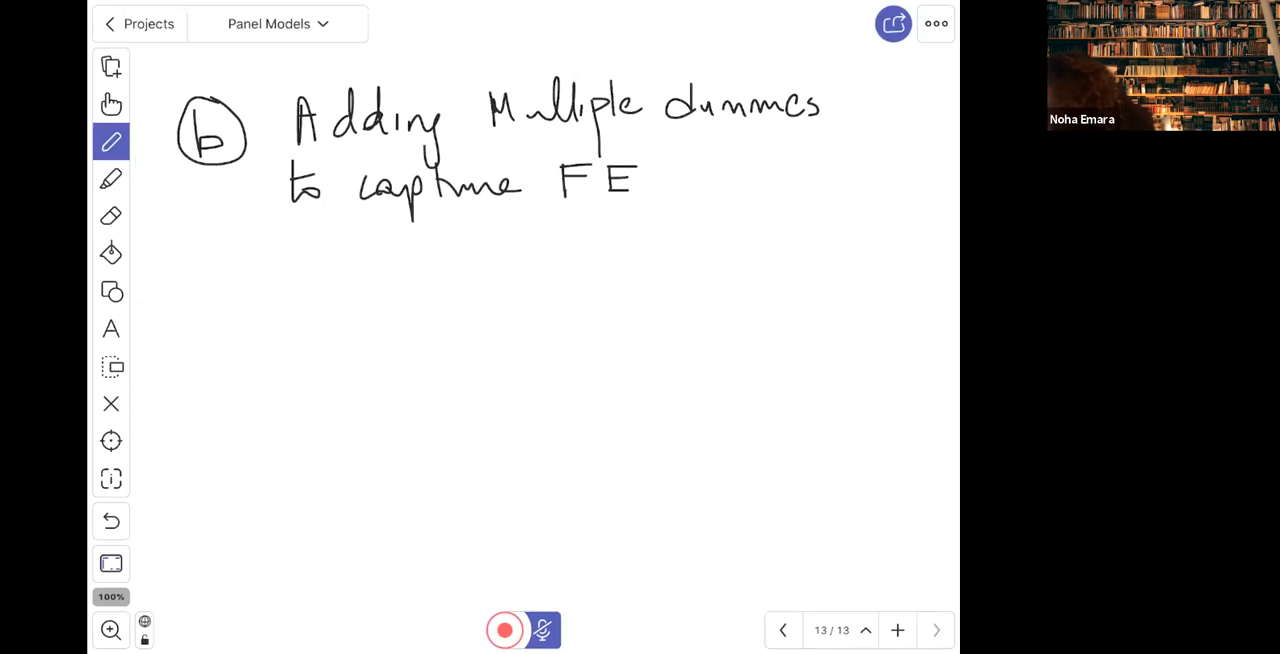 Projects
Panel Models
b Adding Multiple dummies
to capture FE
Noha Emara
A
100%
13 / 13